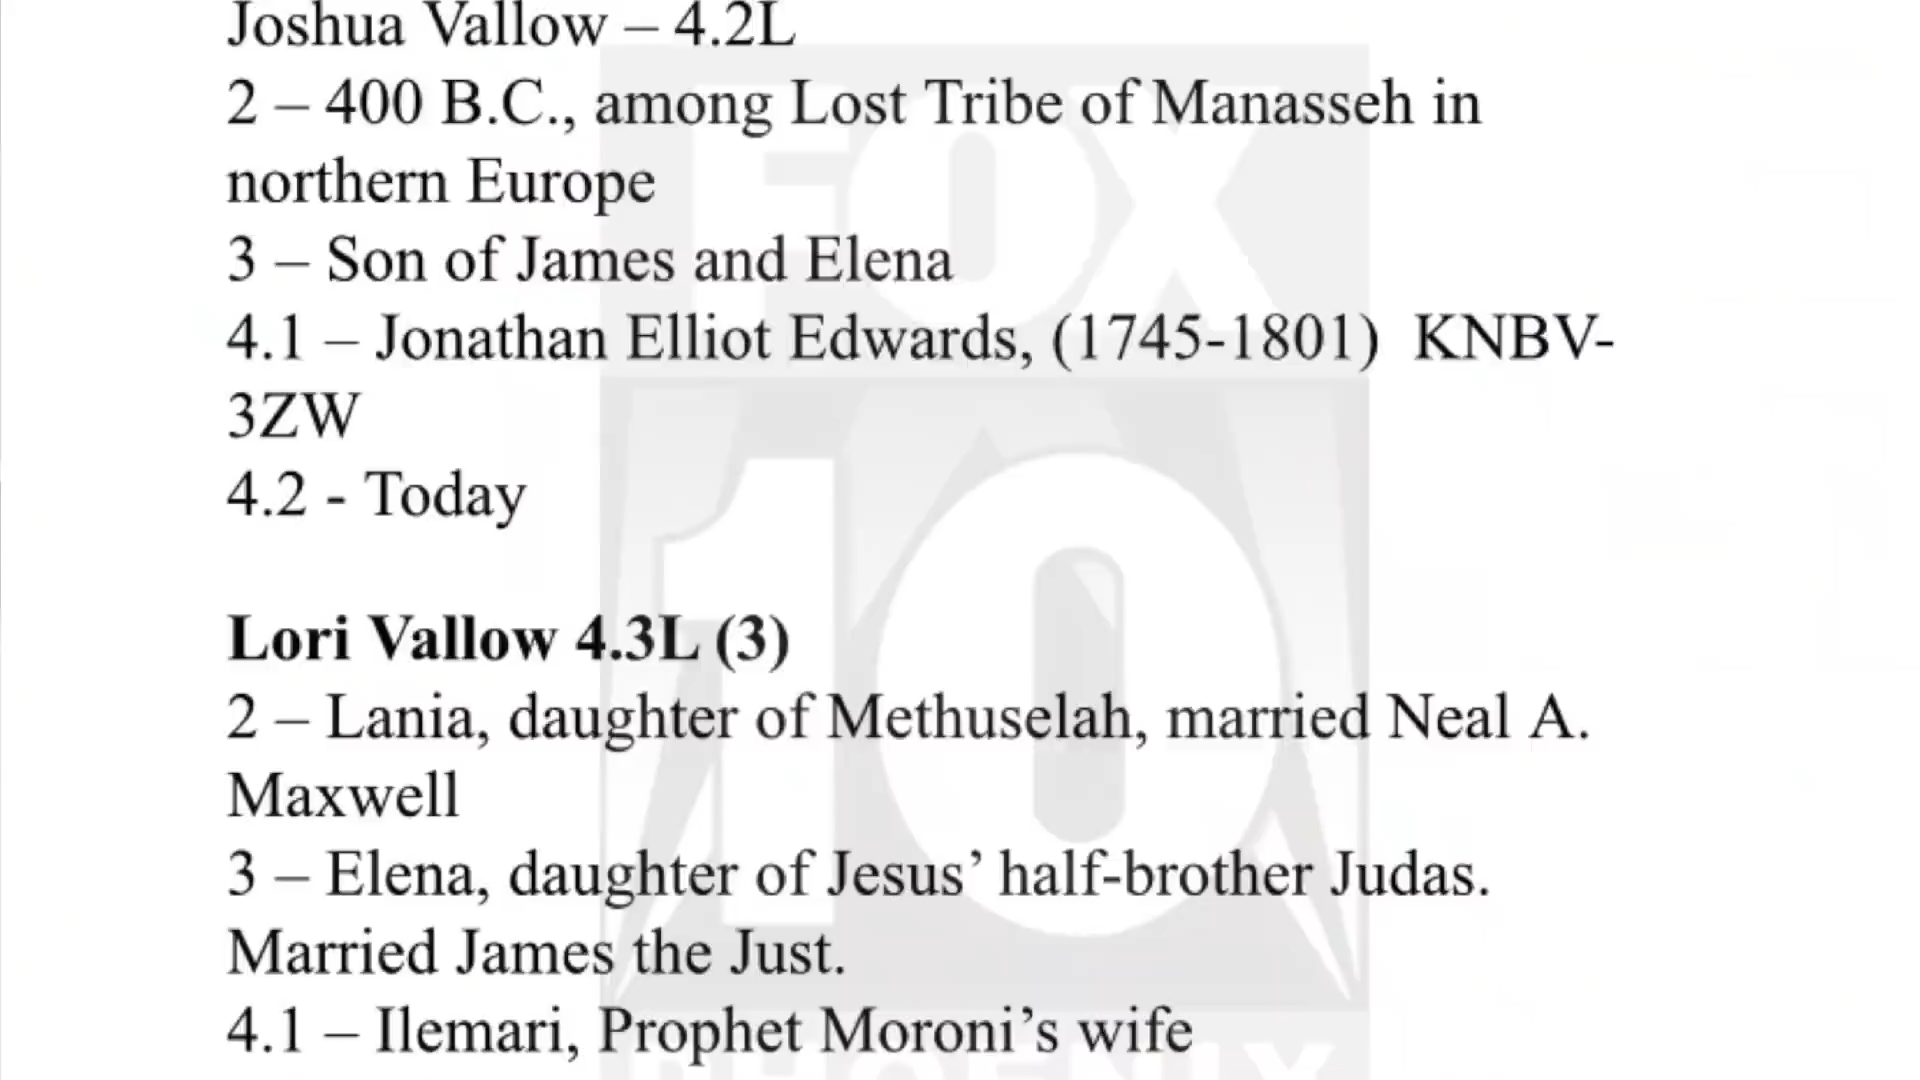 Joshua Vallow – 4.2L
2 – 400 B.C., among Lost Tribe of Manasseh in
northern Europe
3 – Son of James and Elena
4.1 – Jonathan Elliot Edwards, (1745-1801) KNBV-
3ZW
4.2 - Today
Lori Vallow 4.3L (3)
2 – Lania, daughter of Methuselah, married Neal A.
Maxwell
3 – Elena, daughter of Jesus’ half-brother Judas.
Married James the Just.
4.1 – Ilemari, Prophet Moroni’s wife
FOX
10
PHOENIX